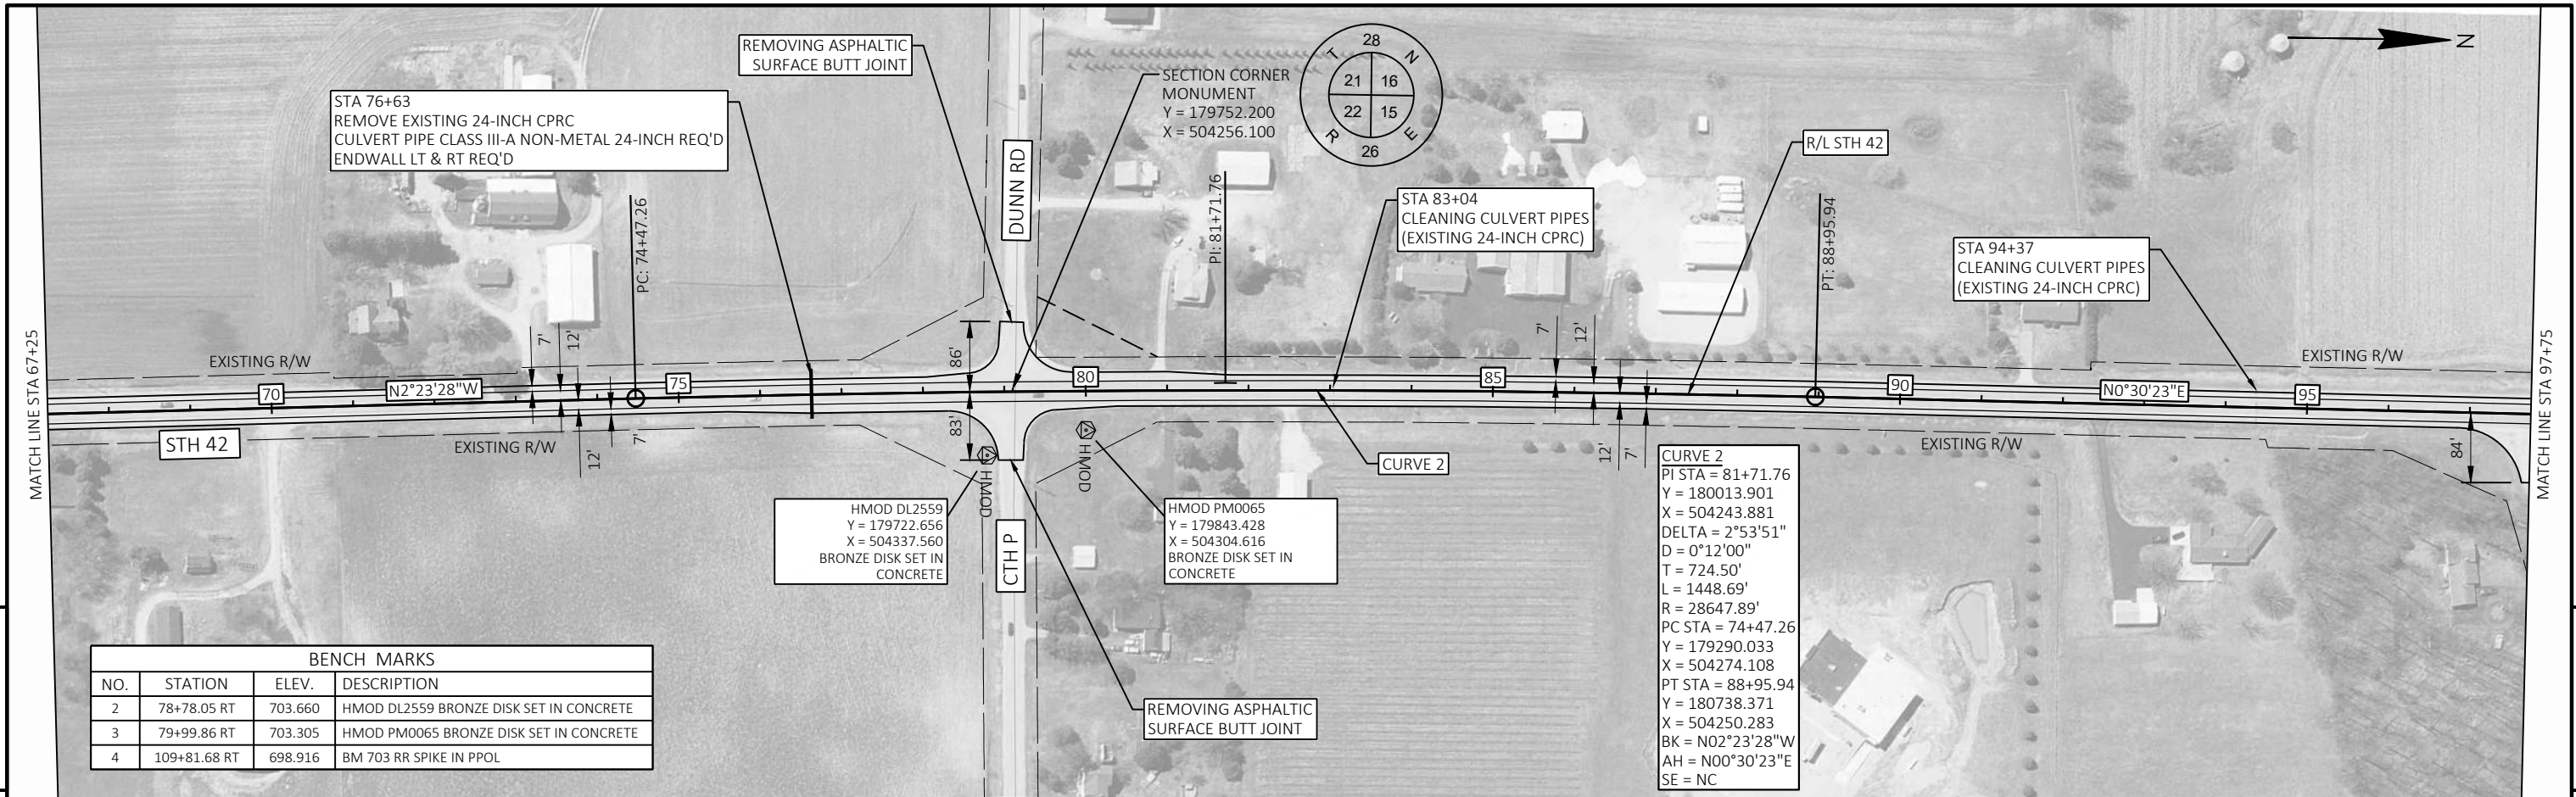 REMOVING ASPHALTIC
SURFACE BUTT JOINT
SECTION CORNER
MONUMENT
Y = 179752.200
X = 504256.100
28
T N
21 16
22 15
R E
26
N
STA 76+63
REMOVE EXISTING 24-INCH CPRC
CULVERT PIPE CLASS III-A NON-METAL 24-INCH REQ'D
ENDWALL LT & RT REQ'D
R/L STH 42
DUNN RD
PC: 74+47.26
PI: 81+71.76
STA 83+04
CLEANING CULVERT PIPES
(EXISTING 24-INCH CPRC)
PT: 88+95.94
STA 94+37
CLEANING CULVERT PIPES
(EXISTING 24-INCH CPRC)
MATCH LINE STA 67+25
MATCH LINE STA 97+75
EXISTING R/W
7'
12'
86'
7'
12'
EXISTING R/W
70
N2°23'28"W
75
80
85
90
N0°30'23"E
95
STH 42
EXISTING R/W
12'
7'
83'
12'
7'
EXISTING R/W
84'
HMOD
HMOD
CURVE 2
HMOD DL2559
Y = 179722.656
X = 504337.560
BRONZE DISK SET IN
CONCRETE
CTH P
HMOD PM0065
Y = 179843.428
X = 504304.616
BRONZE DISK SET IN
CONCRETE
CURVE 2
PI STA = 81+71.76
Y = 180013.901
X = 504243.881
DELTA = 2°53'51"
D = 0°12'00"
T = 724.50'
L = 1448.69'
R = 28647.89'
PC STA = 74+47.26
Y = 179290.033
X = 504274.108
PT STA = 88+95.94
Y = 180738.371
X = 504250.283
BK = N02°23'28"W
AH = N00°30'23"E
SE = NC
REMOVING ASPHALTIC
SURFACE BUTT JOINT
BENCH MARKS
NO. STATION ELEV. DESCRIPTION
2 78+78.05 RT 703.660 HMOD DL2559 BRONZE DISK SET IN CONCRETE
3 79+99.86 RT 703.305 HMOD PM0065 BRONZE DISK SET IN CONCRETE
4 109+81.68 RT 698.916 BM 703 RR SPIKE IN PPOL